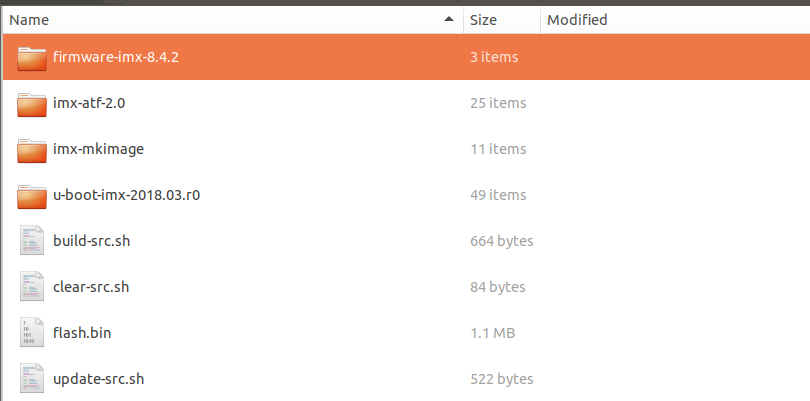 Name Size Modified
firmware-imx-8.4.2 3 items
imx-atf-2.0 25 items
imx-mkimage 11 items
u-boot-imx-2018.03.r0 49 items
build-src.sh 664 bytes
clear-src.sh 84 bytes
flash.bin 1.1 MB
update-src.sh 522 bytes